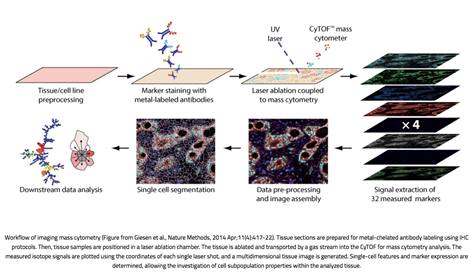 UV
laser
CyTOF™ mass
cytometer
Tissue/cell line
preprocessing
Marker staining with
metal-labeled antibodies
Laser ablation coupled
to mass cytometry
× 4
Signal extraction of
32 measured markers
Downstream data analysis
Single cell segmentation
Data pre-processing
and image assembly
Workflow of imaging mass cytometry (Figure from Giesen et al., Nature Methods, 2014 Apr;11(4):417-22). Tissue sections are prepared for metal-chelated antibody labeling using IHC
protocols. Then, tissue samples are positioned in a laser ablation chamber. The tissue is ablated and transported by a gas stream into the CyTOF for mass cytometry analysis. The
measured isotope signals are plotted using the coordinates of each single laser shot, and a multidimensional tissue image is generated. Single-cell features and marker expression are
determined, allowing the investigation of cell subpopulation properties within the analyzed tissue.